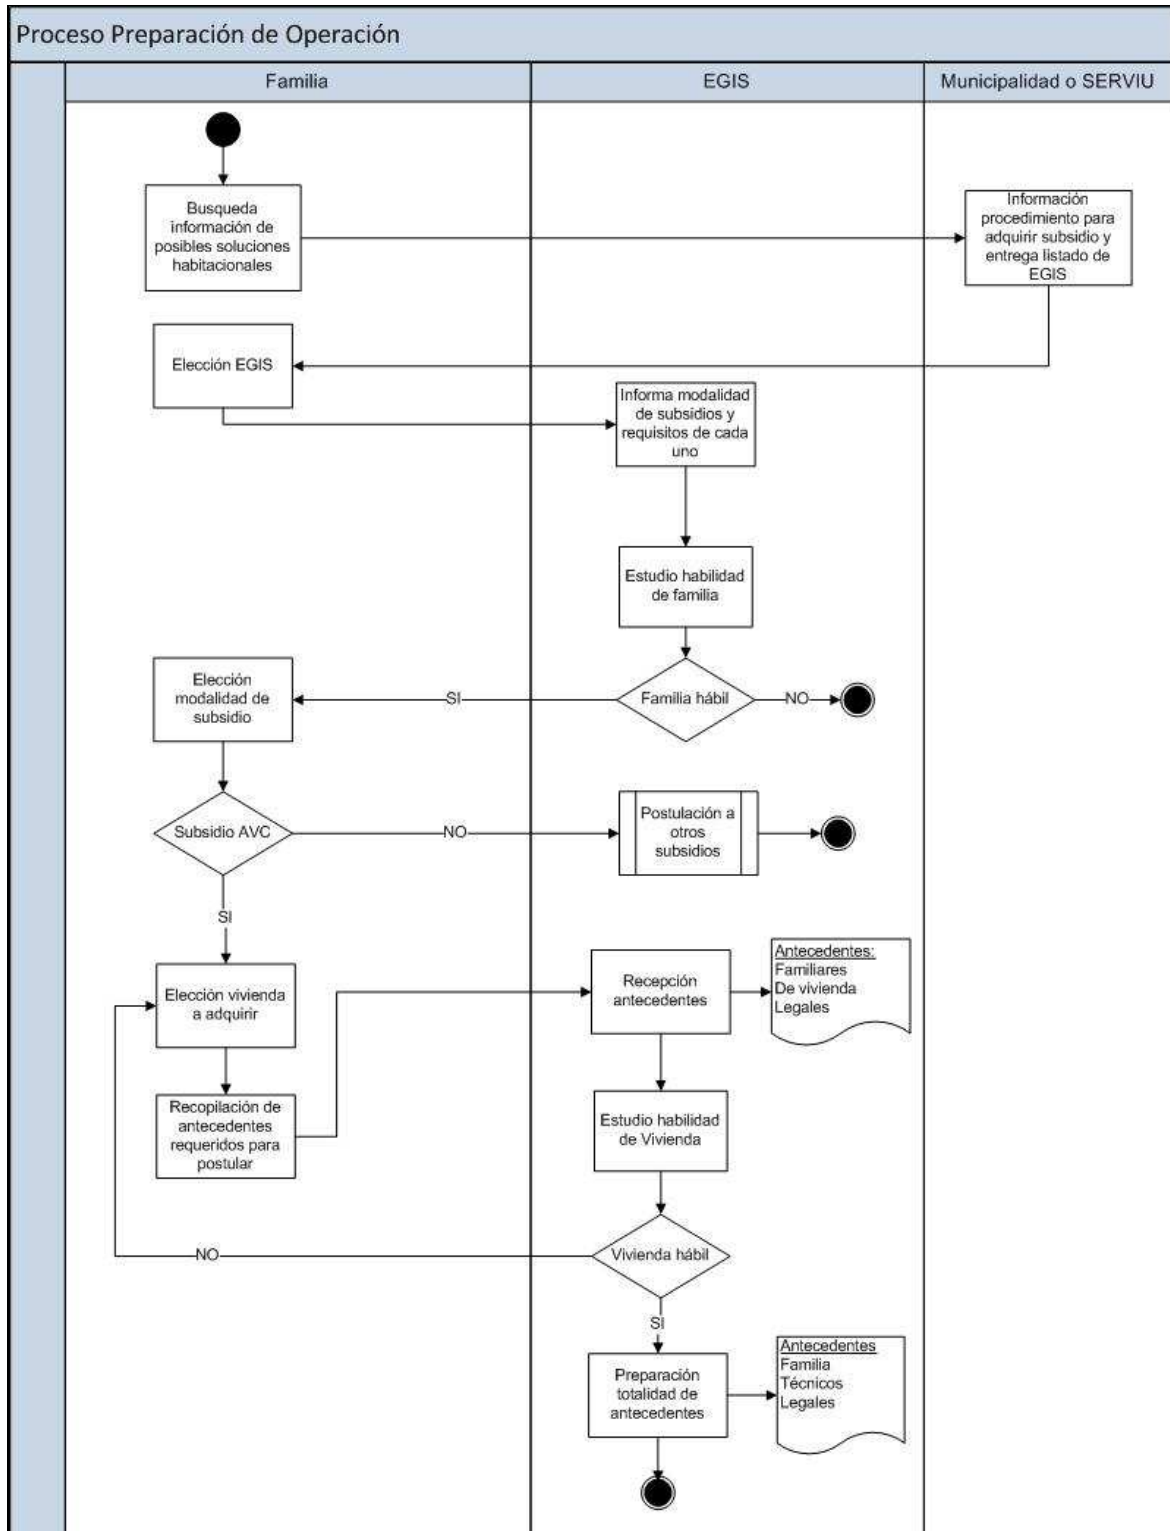 Proceso Preparación de Operación
Familia
EGIS
Municipalidad o SERVIU
Busqueda
información de
posibles soluciones
habitacionales
Información
procedimiento para
adquirir subsidio y
entrega listado de
EGIS
Elección EGIS
Informa modalidad
de subsidios y
requisitos de cada
uno
Estudio habilidad
de familia
Elección
modalidad de
subsidio
SI
Familia hábil
NO
Subsidio AVC
NO
Postulación a
otros
subsidios
SI
Elección vivienda
a adquirir
Recepción
antecedentes
Antecedentes:
Familiares
De vivienda
Legales
Recopilación de
antecedentes
requeridos para
postular
Estudio habilidad
de Vivienda
NO
Vivienda hábil
SI
Preparación
totalidad de
antecedentes
Antecedentes
Familia
Técnicos
Legales